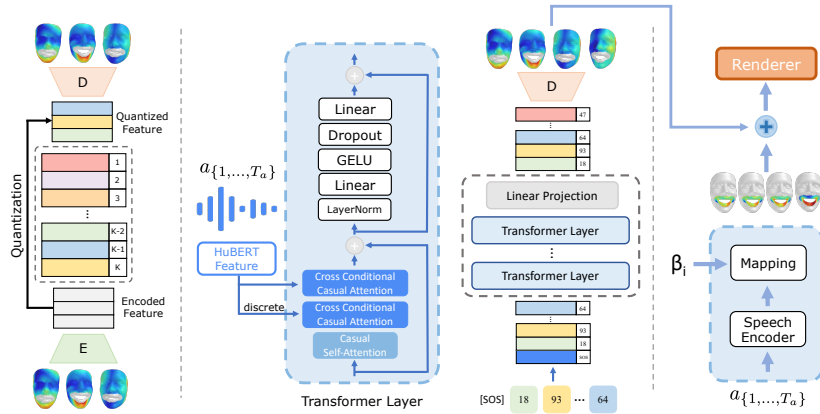 D
Quantized
Feature
1
2
3
...
K-2
K-1
K
Quantization
Encoded
Feature
E
a{1,...,Ta}
HuBERT
Feature
discrete
+
Linear
Dropout
GELU
Linear
LayerNorm
+
Cross Conditional
Casual Attention
Cross Conditional
Casual Attention
Casual
Self-Attention
Transformer Layer
D
47
...
64
93
18
Linear Projection
Transformer Layer
...
Transformer Layer
64
...
93
18
SOS
[SOS] 18 93 ... 64
Renderer
+
βi
Mapping
Speech
Encoder
a{1,...,Ta}